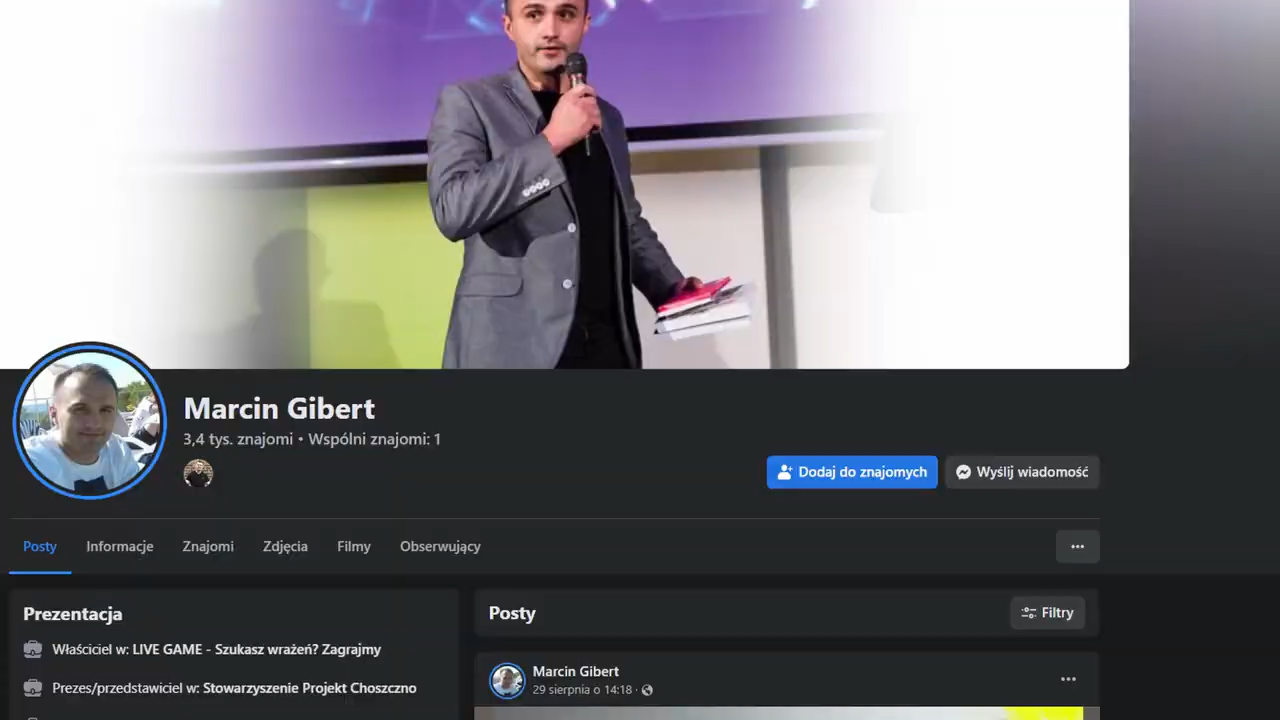 Marcin Gibert
3,4 tys. znajomi • Wspólni znajomi: 1
Dodaj do znajomych
Wyślij wiadomość
Posty
Informacje
Znajomi
Zdjęcia
Filmy
Obserwujący
Prezentacja
Właściciel w: LIVE GAME - Szukasz wrażeń? Zagrajmy
Prezes/przedstawiciel w: Stowarzyszenie Projekt Choszczno
Posty
Filtry
Marcin Gibert
29 sierpnia o 14:18 ·